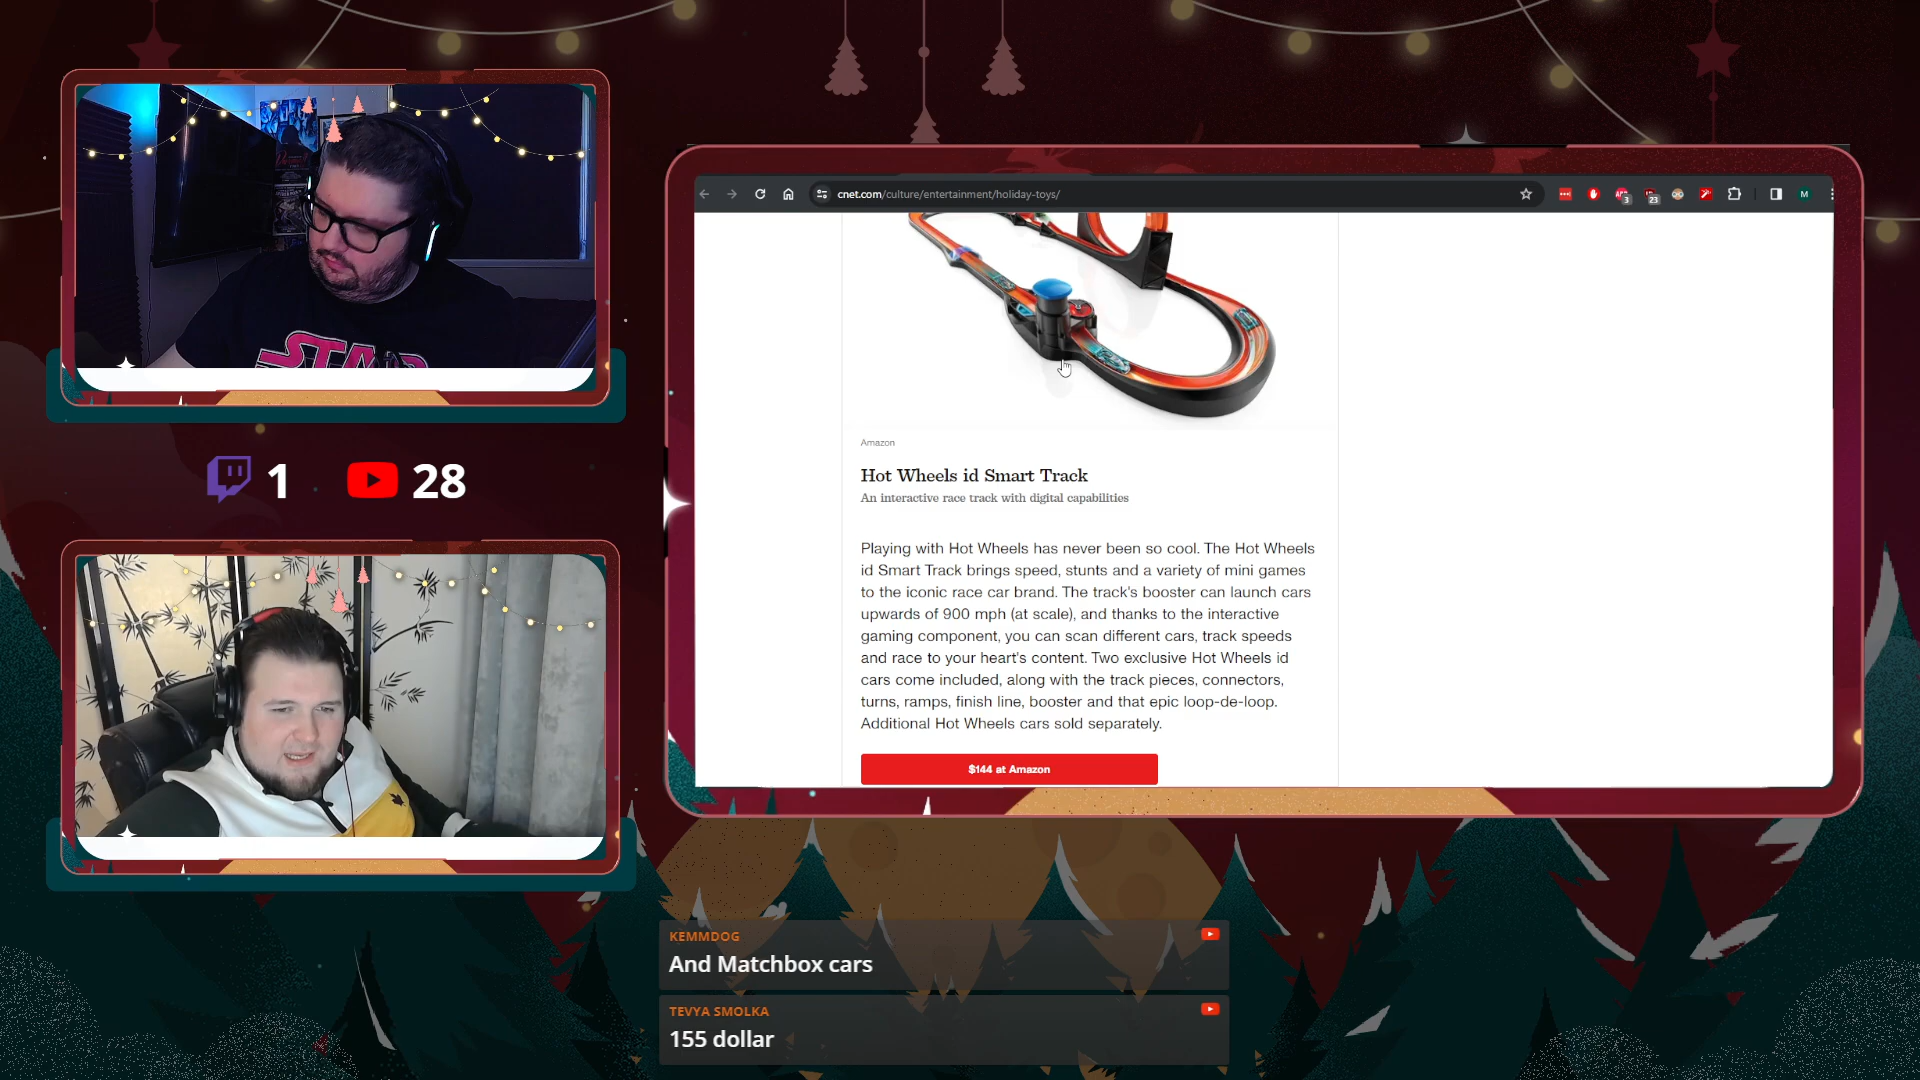 STAR
1
28
cnet.com/culture/entertainment/holiday-toys/
3
23
M
Amazon
Hot Wheels id Smart Track
An interactive race track with digital capabilities
Playing with Hot Wheels has never been so cool. The Hot Wheels
id Smart Track brings speed, stunts and a variety of mini games
to the iconic race car brand. The track's booster can launch cars
upwards of 900 mph (at scale), and thanks to the interactive
gaming component, you can scan different cars, track speeds
and race to your heart's content. Two exclusive Hot Wheels id
cars come included, along with the track pieces, connectors,
turns, ramps, finish line, booster and that epic loop-de-loop.
Additional Hot Wheels cars sold separately.
$144 at Amazon
KEMMDOG
And Matchbox cars
TEVYA SMOLKA
155 dollar